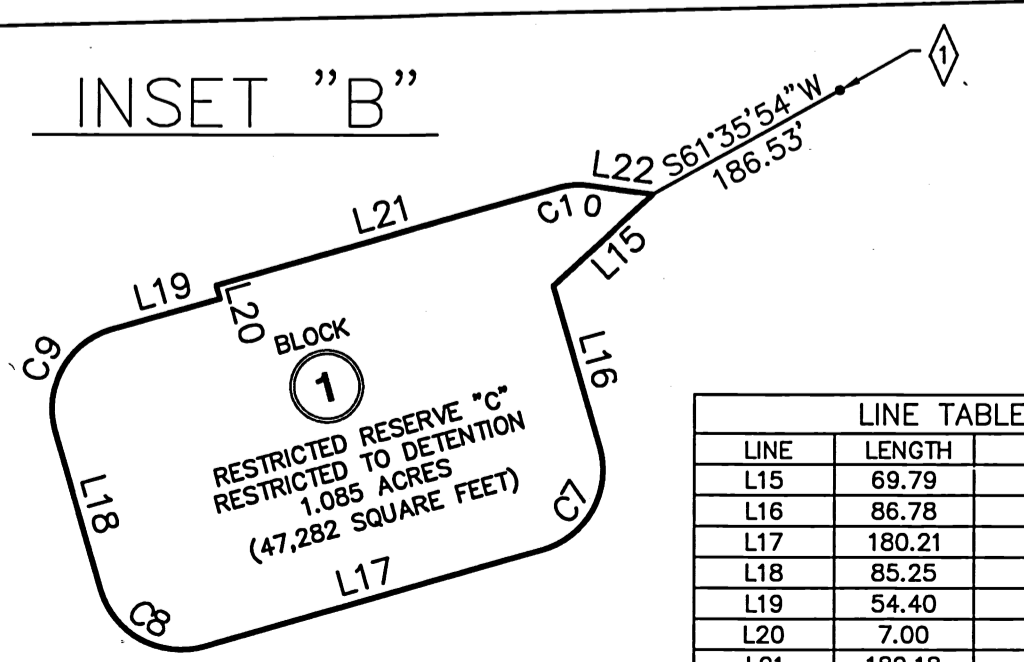 INSET "B"
1
S61°35'54"W
186.53'
L22
L21
C10
L15
L19
L20
C9
BLOCK
1
L16
RESTRICTED RESERVE "C"
RESTRICTED TO DETENTION
1.085 ACRES
(47,282 SQUARE FEET)
L18
C7
L17
C8
LINE TABLE
LINE LENGTH
L15 69.79
L16 86.78
L17 180.21
L18 85.25
L19 54.40
L20 7.00